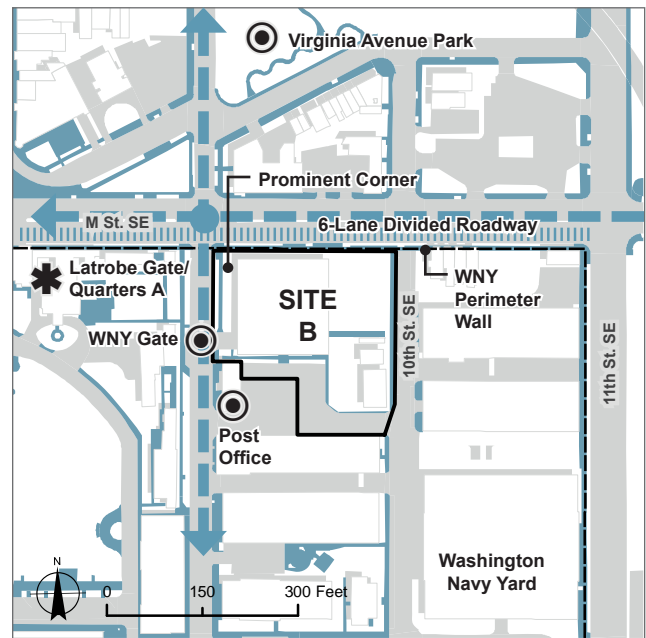 Virginia Avenue Park
Prominent Corner
M St. SE
6-Lane Divided Roadway
Latrobe Gate/
Quarters A
WNY Gate
SITE
B
WNY
Perimeter
Wall
10th St. SE
11th St. SE
Post
Office
Washington
Navy Yard
N
0 150 300 Feet